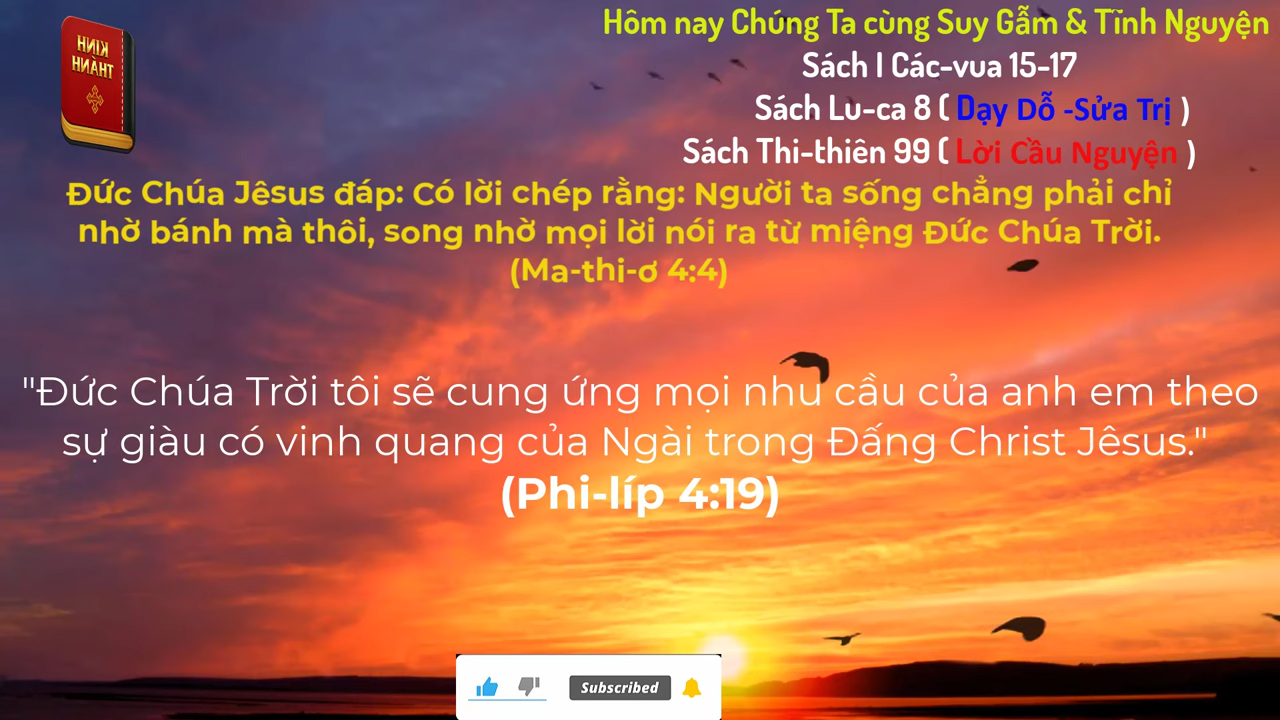 KINH
THÁNH
Hôm nay Chúng Ta cùng Suy Gẫm & Tĩnh Nguyện
Sách I Các-vua 15-17
Sách Lu-ca 8 ( Dạy Dỗ -Sửa Trị )
Sách Thi-thiên 99 ( Lời Cầu Nguyện )
Đức Chúa Jêsus đáp: Có lời chép rằng: Người ta sống chẳng phải chỉ
nhờ bánh mà thôi, song nhờ mọi lời nói ra từ miệng Đức Chúa Trời.
(Ma-thi-ơ 4:4)
"Đức Chúa Trời tôi sẽ cung ứng mọi nhu cầu của anh em theo
sự giàu có vinh quang của Ngài trong Đấng Christ Jêsus."
(Phi-líp 4:19)
Subscribed